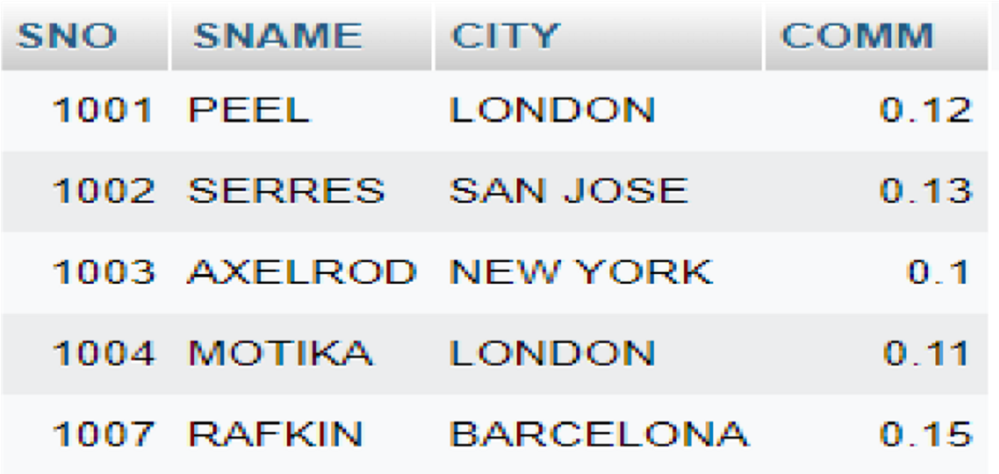 SNO SNAME CITY COMM
1001 PEEL LONDON 0.12
1002 SERRES SAN JOSE 0.13
1003 AXELROD NEW YORK 0.1
1004 MOTIKA LONDON 0.11
1007 RAFKIN BARCELONA 0.15